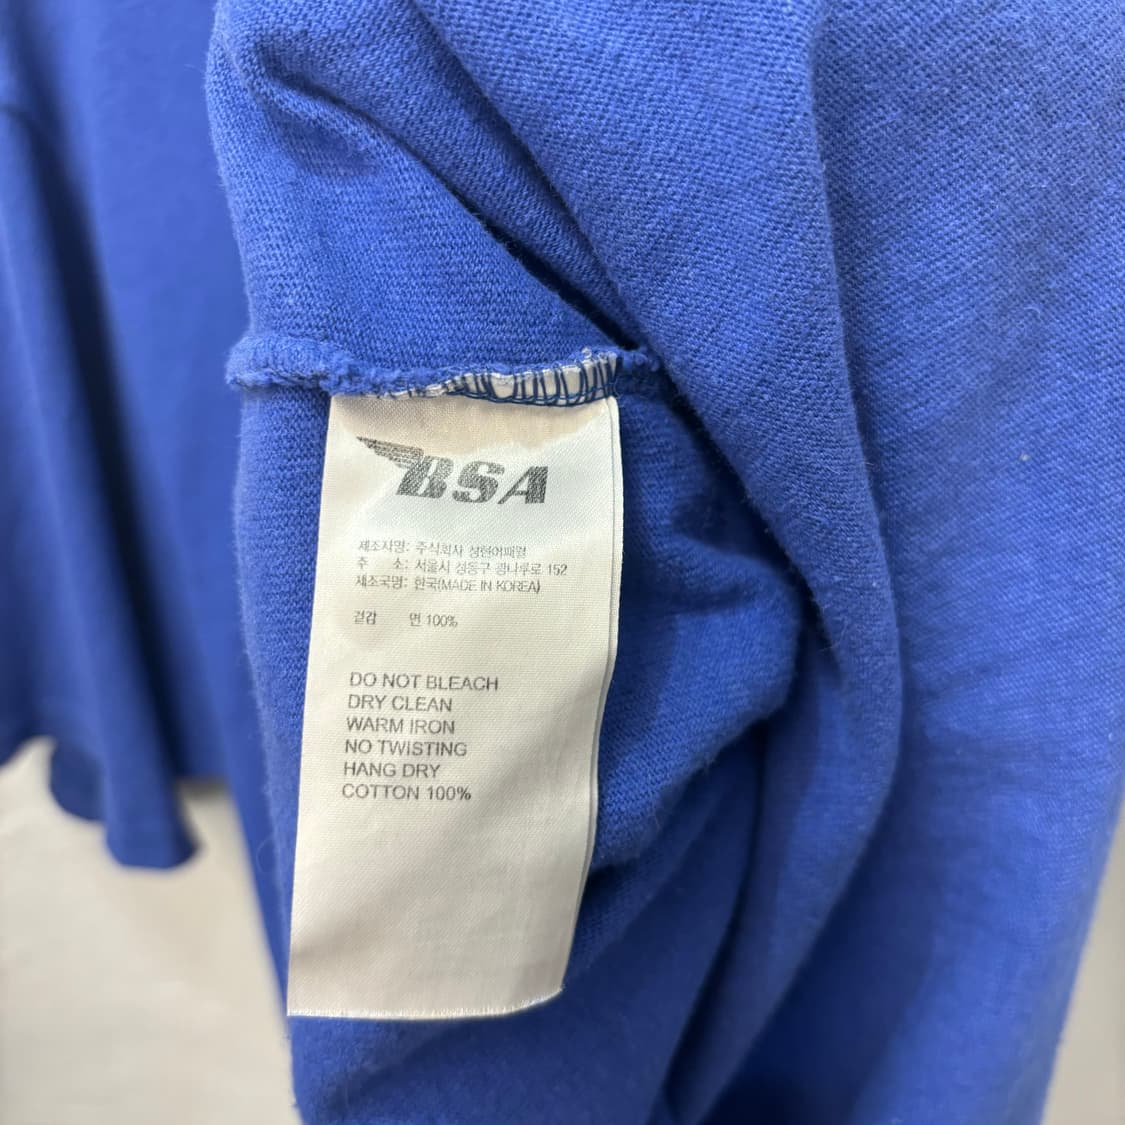 BSA
제조사명: 주식회사 성현어패럴
주 소: 서울시 성동구 광나루로 152
제조국명: 한국(MADE IN KOREA)
겉감 면 100%
DO NOT BLEACH
DRY CLEAN
WARM IRON
NO TWISTING
HANG DRY
COTTON 100%